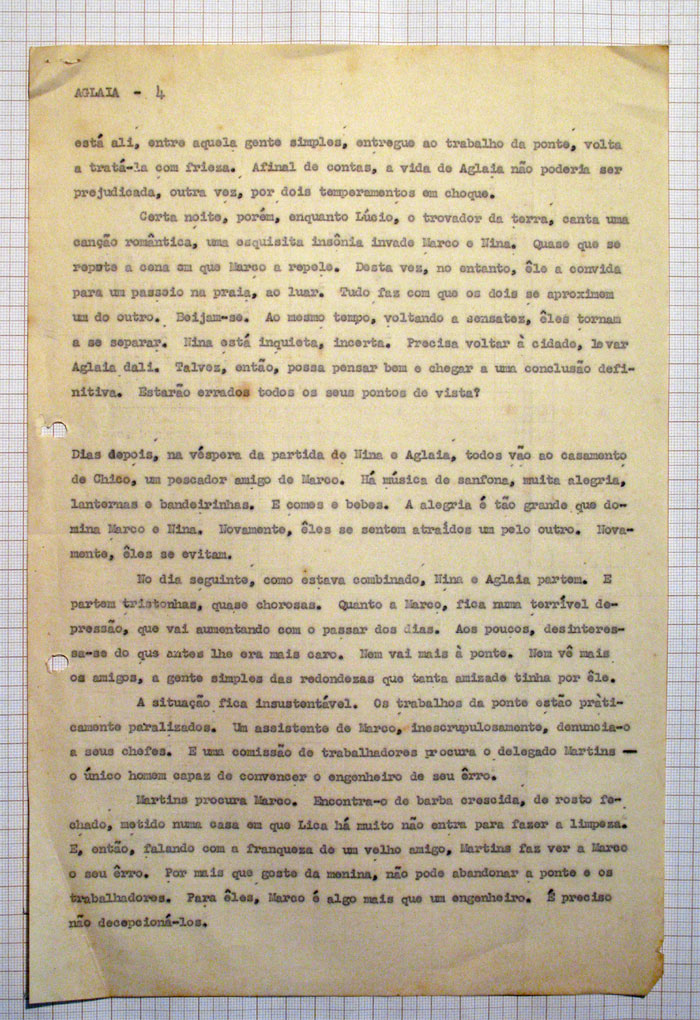 AGLAIA - 4
está ali, entre aquela gente simples, entregue ao trabalho da ponte, volta
a tratá-la com frieza. Afinal de contas, a vida de Aglaia não poderia ser
prejudicada, outra vez, por dois temperamentos em choque.
Certa noite, porém, enquanto Lúcio, o trovador da terra, canta uma
canção romântica, uma esquisita insônia invade Marco e Nina. Quase que se
repete a cena em que Marco a repele. Desta vez, no entanto, êle a convida
para um passeio na praia, ao luar. Tudo faz com que os dois se aproximem
um do outro. Beijam-se. Ao mesmo tempo, voltando a sensatez, êles tornam
a se separar. Nina está inquieta, incerta. Precisa voltar à cidade, levar
Aglaia dali. Talvez, então, possa pensar bem e chegar a uma conclusão defi-
nitiva. Estarão errados todos os seus pontos de vista?
Dias depois, na véspera da partida de Nina e Aglaia, todos vão ao casamento
de Chico, um pescador amigo de Marco. Há música de sanfona, muita alegria,
lanternas e bandeirinhas. E comes e bebes. A alegria é tão grande que do-
mina Marco e Nina. Novamente, êles se sentem atraídos um pelo outro. Nova-
mente, êles se evitam.
No dia seguinte, como estava combinado, Nina e Aglaia partem. E
partem tristonhas, quase chorosas. Quanto a Marco, fica numa terrível de-
pressão, que vai aumentando com o passar dos dias. Aos poucos, desinteres-
sa-se do que antes lhe era mais caro. Nem vai mais à ponte. Nem vê mais
os amigos, a gente simples das redondezas que tanta amizade tinha por êle.
A situação fica insustentável. Os trabalhos da ponte estão pràti-
camente paralizados. Um assistente de Marco, inescrupulosamente, denuncia-o
a seus chefes. E uma comissão de trabalhadores procura o delegado Martins —
o único homem capaz de convencer o engenheiro de seu êrro.
Martins procura Marco. Encontra-o de barba crescida, de rosto fe-
chado, metido numa casa em que Lica há muito não entra para fazer a limpeza.
E, então, falando com a franqueza de um velho amigo, Martins faz ver a Marco
o seu êrro. Por mais que goste da menina, não pode abandonar a ponte e os
trabalhadores. Para êles, Marco é algo mais que um engenheiro. É preciso
não decepcioná-los.